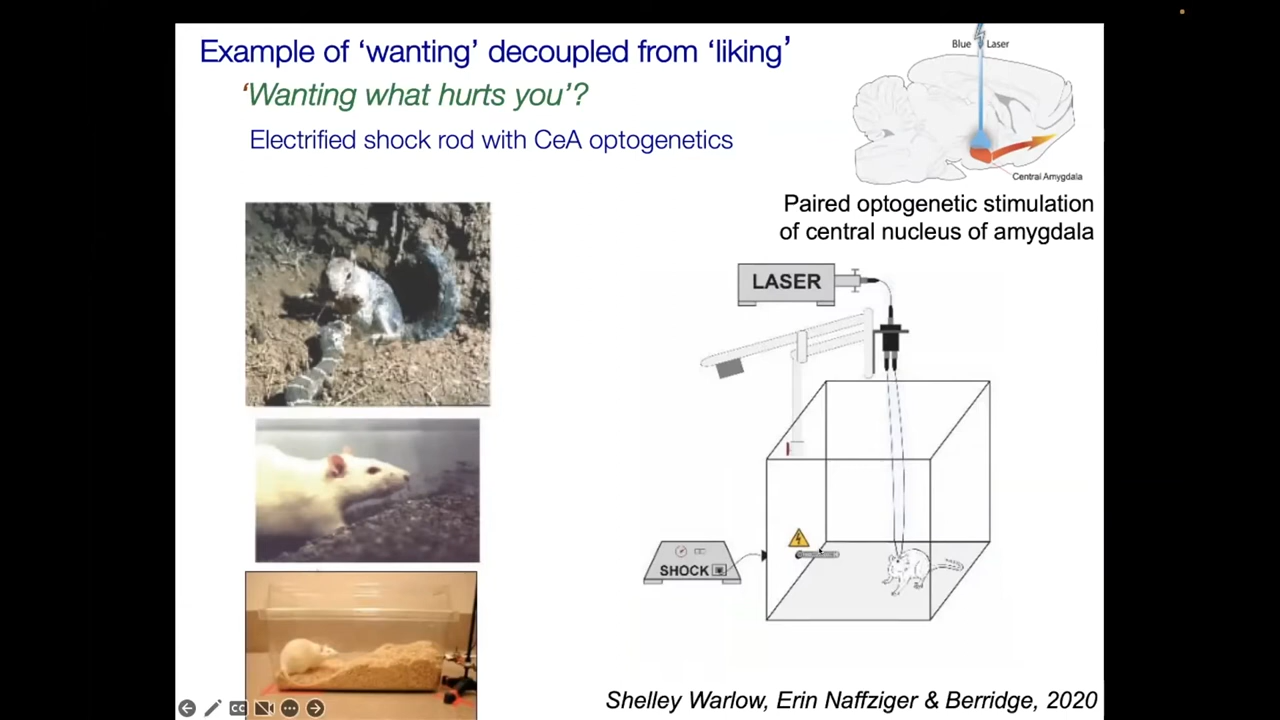 Example of ‘wanting’ decoupled from ‘liking’
‘Wanting what hurts you’?
Electrified shock rod with CeA optogenetics
Blue Laser
Central Amygdala
Paired optogenetic stimulation
of central nucleus of amygdala
LASER
SHOCK
Shelley Warlow, Erin Naffziger & Berridge, 2020
CC